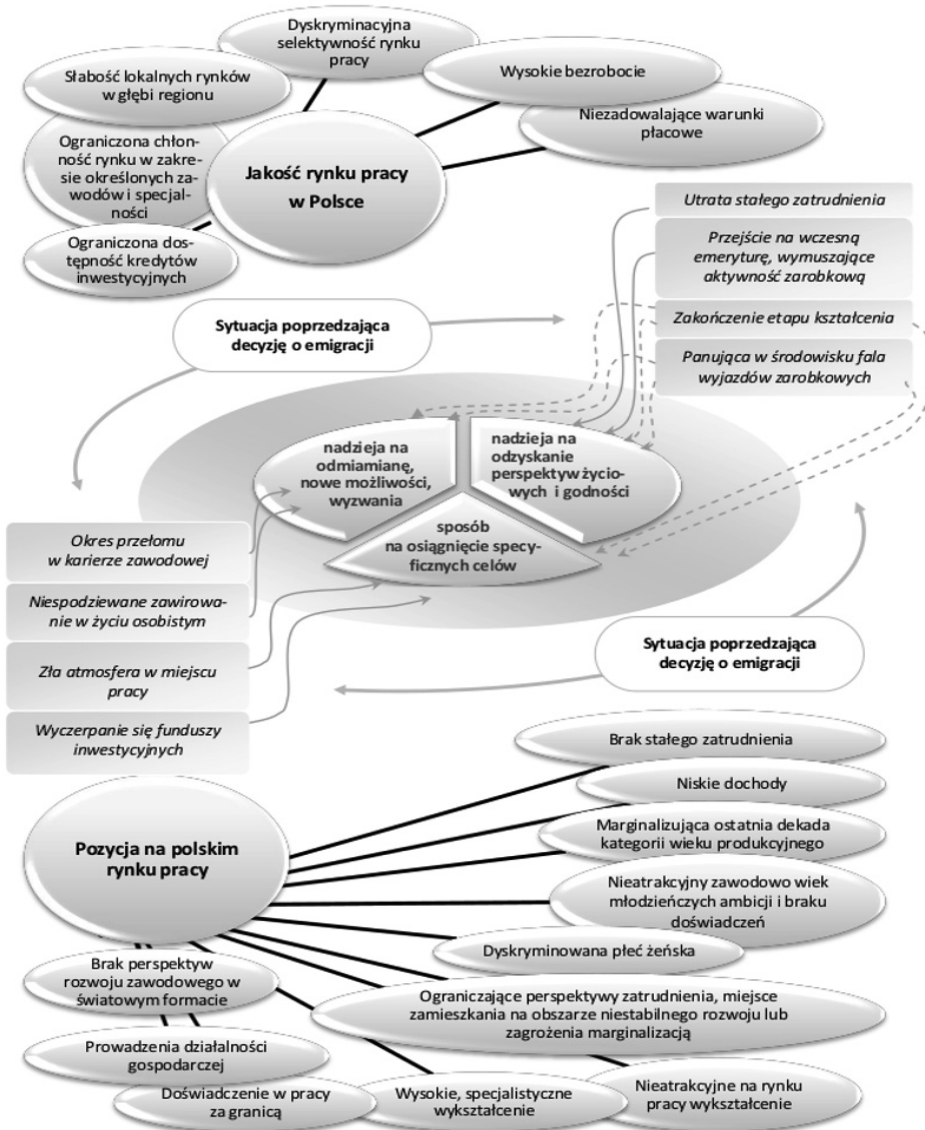 Dyskryminacyjna
selektywność rynku
pracy
Słabość lokalnych rynków
w głębi regionu
Wysokie bezrobocie
Niezadowalające warunki
płacowe
Ograniczona chłon-
ność rynku w zakre-
sie określonych za-
wodów i specjal-
ności
Jakość rynku pracy
w Polsce
Ograniczona dos-
tępność kredytów
inwestycyjnych
Utrata stałego zatrudnienia
Przejście na wczesną
emeryturę, wymuszające
aktywność zarobkową
Zakończenie etapu kształcenia
Panująca w środowisku fala
wyjazdów zarobkowych
Sytuacja poprzedzająca
decyzję o emigracji
nadzieja na
odmiamianę,
nowe możliwości,
wyzwania
nadzieja na
odzyskanie
perspektyw życio-
wych i godności
sposób
na osiągnięcie specy-
ficznych celów
Okres przełomu
w karierze zawodowej
Niespodziewane zawirowa-
nie w życiu osobistym
Zła atmosfera w miejscu
pracy
Wyczerpanie się funduszy
inwestycyjnych
Sytuacja poprzedzająca
decyzję o emigracji
Brak stałego zatrudnienia
Niskie dochody
Marginalizująca ostatnia dekada
kategorii wieku produkcyjnego
Pozycja na polskim
rynku pracy
Nieatrakcyjny zawodowo wiek
młodzieńczych ambicji i braku
doświadczeń
Dyskryminowana płeć żeńska
Brak perspektyw
rozwoju zawodowego w
światowym formacie
Ograniczające perspektywy zatrudnienia, miejsce
zamieszkania na obszarze niestabilnego rozwoju lub
zagrożenia marginalizacją
Prowadzenia działalności
gospodarczej
Doświadczenie w pracy
za granicą
Wysokie, specjalistyczne
wykształcenie
Nieatrakcyjne na rynku
pracy wykształcenie